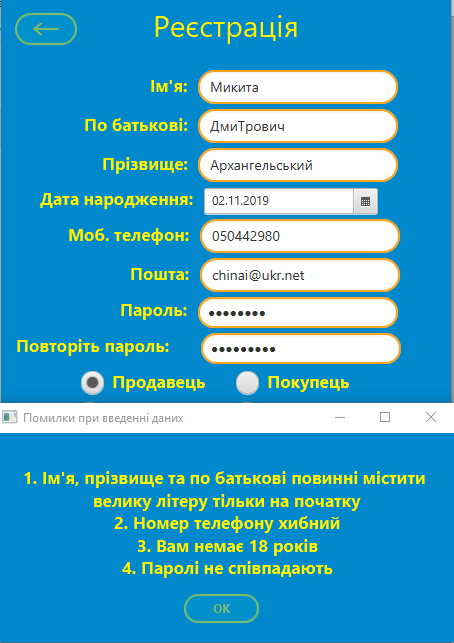 Реєстрація
Ім'я: Микита
По батькові: ДмиТрович
Прізвище: Архангельський
Дата народження: 02.11.2019
Моб. телефон: 050442980
Пошта: chinai@ukr.net
Пароль: ●●●●●●●●
Повторіть пароль: ●●●●●●●●●
Продавець Покупець
Помилки при введенні даних
1. Ім'я, прізвище та по батькові повинні містити
велику літеру тільки на початку
2. Номер телефону хибний
3. Вам немає 18 років
4. Паролі не співпадають
ОК